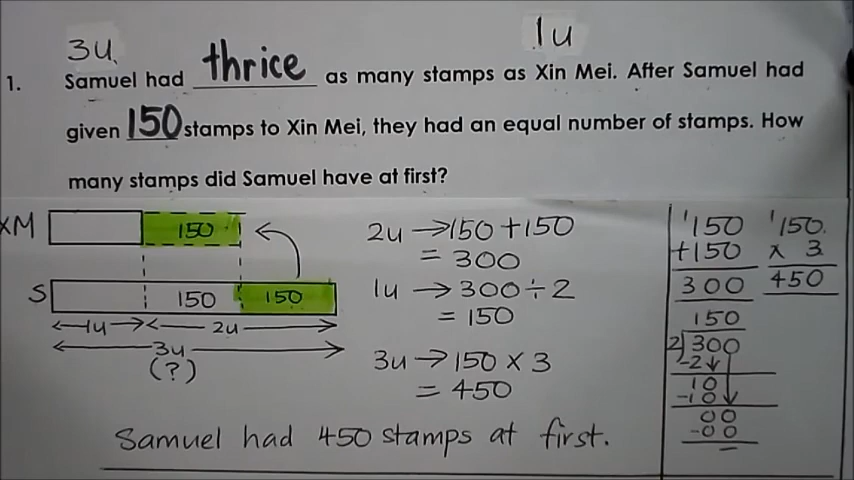 3u 1u
1. Samuel had thrice as many stamps as Xin Mei. After Samuel had
given 150 stamps to Xin Mei, they had an equal number of stamps. How
many stamps did Samuel have at first?
XM 150
S 150 150
1u 2u
3u
(?)
2u → 150 + 150
= 300
1u → 300 ÷ 2
= 150
3u → 150 × 3
= 450
1150
+150
300
1150.
× 3
450
150
2)300
-2↓
10
-10↓
00
-00
–
Samuel had 450 stamps at first.